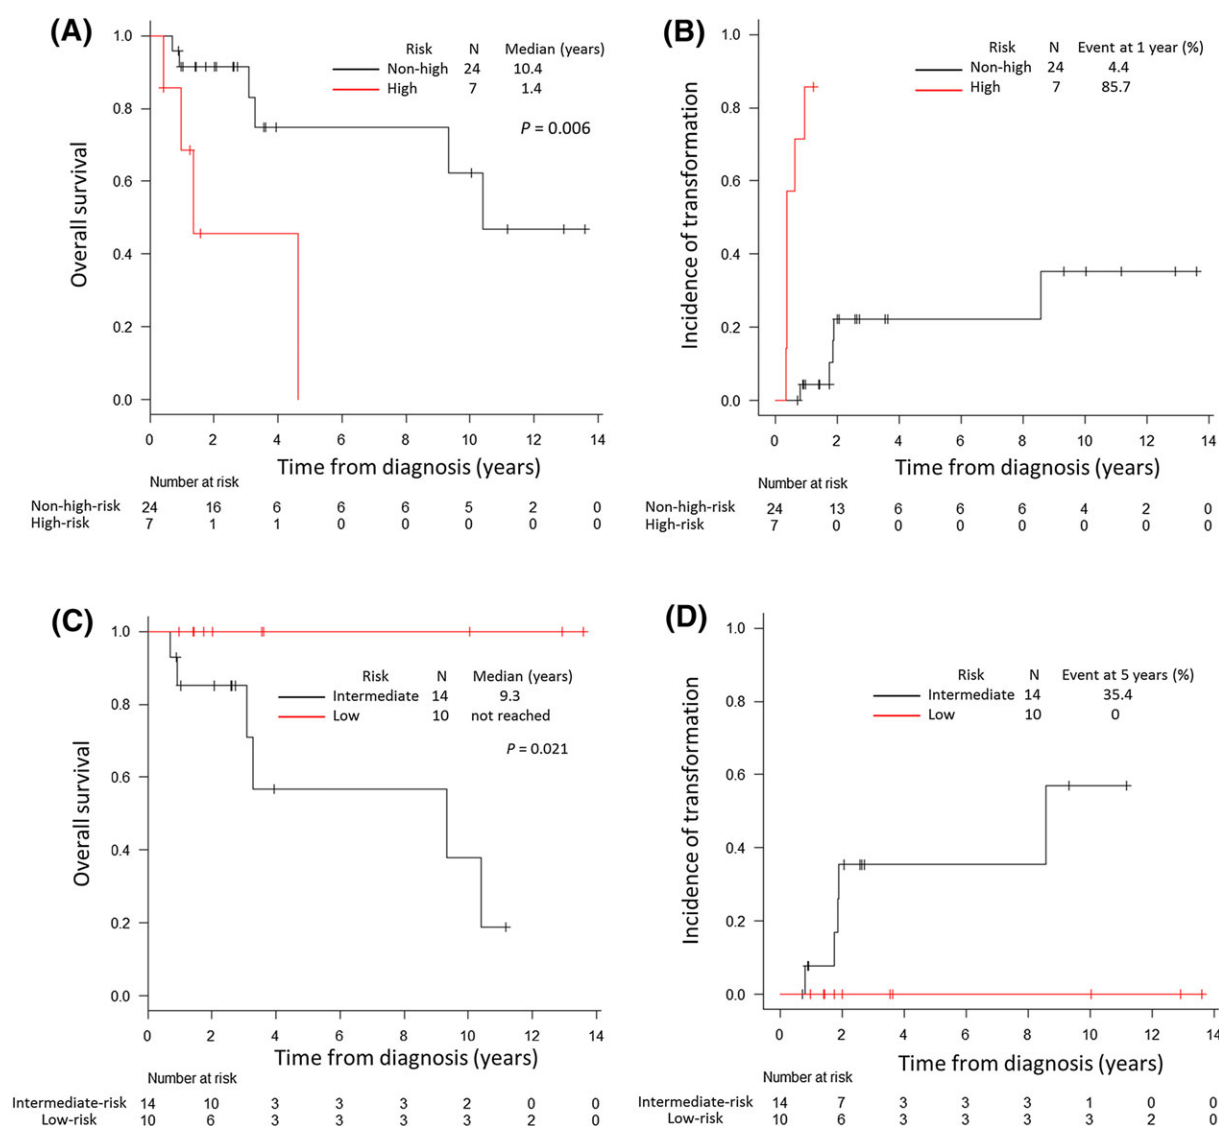 (A)
Risk N Median (years)
Non-high 24 10.4
High 7 1.4
P = 0.006
Overall survival
1.0
0.8
0.6
0.4
0.2
0.0
0 2 4 6 8 10 12 14
Time from diagnosis (years)
Number at risk
Non-high-risk 24 16 6 6 6 5 2 0
High-risk 7 1 1 0 0 0 0 0
(B)
Risk N Event at 1 year (%)
Non-high 24 4.4
High 7 85.7
Incidence of transformation
1.0
0.8
0.6
0.4
0.2
0.0
0 2 4 6 8 10 12 14
Time from diagnosis (years)
Number at risk
Non-high-risk 24 13 6 6 6 4 2 0
High-risk 7 0 0 0 0 0 0 0
(C)
Risk N Median (years)
Intermediate 14 9.3
Low 10 not reached
P = 0.021
Overall survival
1.0
0.8
0.6
0.4
0.2
0.0
0 2 4 6 8 10 12 14
Time from diagnosis (years)
Number at risk
Intermediate-risk 14 10 3 3 3 2 0 0
Low-risk 10 6 3 3 3 3 2 0
(D)
Risk N Event at 5 years (%)
Intermediate 14 35.4
Low 10 0
Incidence of transformation
1.0
0.8
0.6
0.4
0.2
0.0
0 2 4 6 8 10 12 14
Time from diagnosis (years)
Number at risk
Intermediate-risk 14 7 3 3 3 1 0 0
Low-risk 10 6 3 3 3 3 2 0